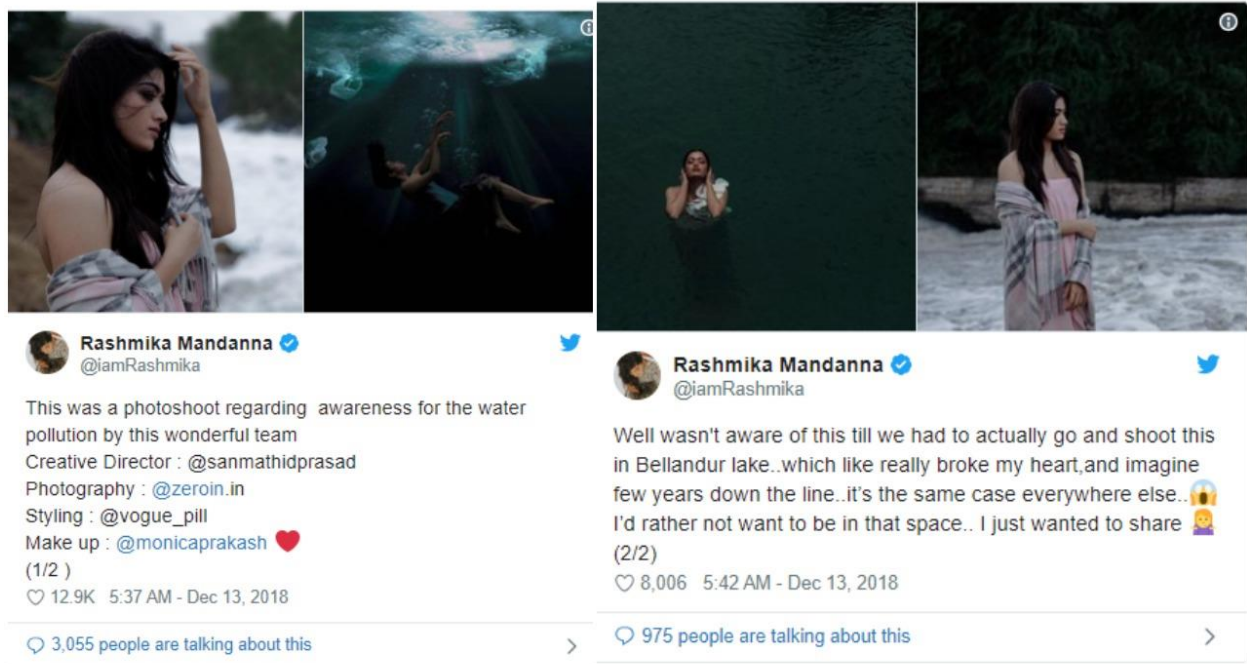 Rashmika Mandanna
@iamRashmika
This was a photoshoot regarding awareness for the water
pollution by this wonderful team
Creative Director : @sanmathidprasad
Photography : @zeroin.in
Styling : @vogue_pill
Make up : @monicaprakash ❤️
(1/2 )
12.9K 5:37 AM - Dec 13, 2018
3,055 people are talking about this
Rashmika Mandanna
@iamRashmika
Well wasn't aware of this till we had to actually go and shoot this
in Bellandur lake..which like really broke my heart,and imagine
few years down the line..it's the same case everywhere else..😱
I'd rather not want to be in that space.. I just wanted to share 🤷‍♀️
(2/2)
8,006 5:42 AM - Dec 13, 2018
975 people are talking about this